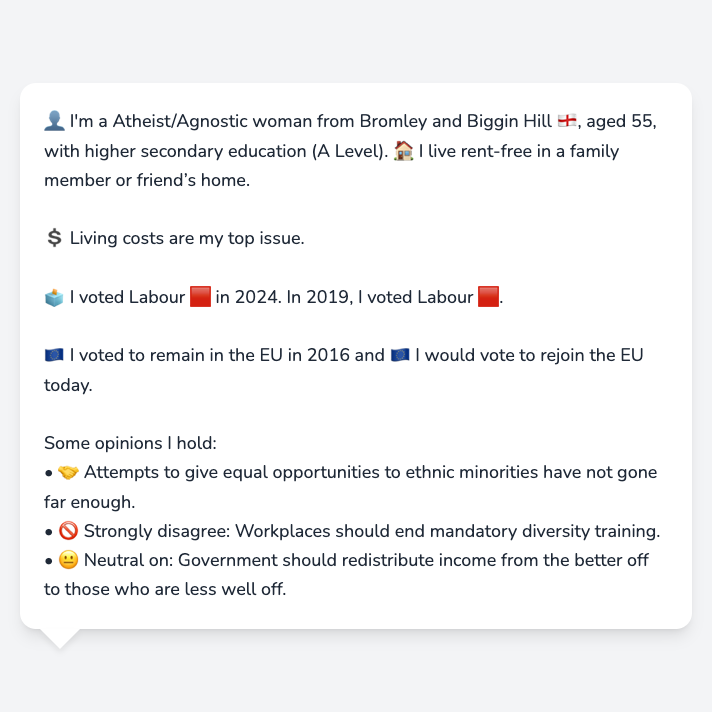 👤 I'm a Atheist/Agnostic woman from Bromley and Biggin Hill 🏴󠁧󠁢󠁥󠁮󠁧󠁿, aged 55,
with higher secondary education (A Level). 🏠 I live rent-free in a family
member or friend’s home.
💲 Living costs are my top issue.
🗳️ I voted Labour 🟥 in 2024. In 2019, I voted Labour 🟥.
🇪🇺 I voted to remain in the EU in 2016 and 🇪🇺 I would vote to rejoin the EU
today.
Some opinions I hold:
• 🤝 Attempts to give equal opportunities to ethnic minorities have not gone
far enough.
• 🚫 Strongly disagree: Workplaces should end mandatory diversity training.
• 😐 Neutral on: Government should redistribute income from the better off
to those who are less well off.